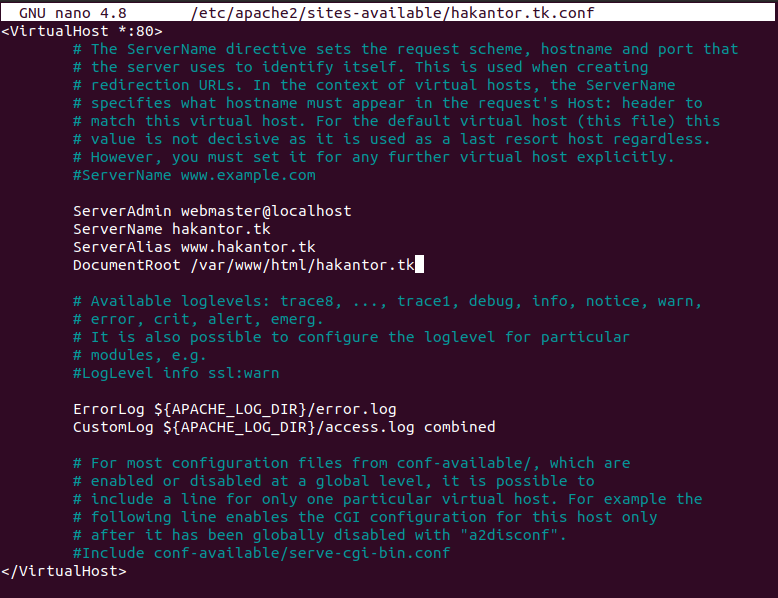 GNU nano 4.8 /etc/apache2/sites-available/hakantor.tk.conf
<VirtualHost *:80>
# The ServerName directive sets the request scheme, hostname and port that
# the server uses to identify itself. This is used when creating
# redirection URLs. In the context of virtual hosts, the ServerName
# specifies what hostname must appear in the request's Host: header to
# match this virtual host. For the default virtual host (this file) this
# value is not decisive as it is used as a last resort host regardless.
# However, you must set it for any further virtual host explicitly.
#ServerName www.example.com
ServerAdmin webmaster@localhost
ServerName hakantor.tk
ServerAlias www.hakantor.tk
DocumentRoot /var/www/html/hakantor.tk
# Available loglevels: trace8, ..., trace1, debug, info, notice, warn,
# error, crit, alert, emerg.
# It is also possible to configure the loglevel for particular
# modules, e.g.
#LogLevel info ssl:warn
ErrorLog ${APACHE_LOG_DIR}/error.log
CustomLog ${APACHE_LOG_DIR}/access.log combined
# For most configuration files from conf-available/, which are
# enabled or disabled at a global level, it is possible to
# include a line for only one particular virtual host. For example the
# following line enables the CGI configuration for this host only
# after it has been globally disabled with "a2disconf".
#Include conf-available/serve-cgi-bin.conf
</VirtualHost>